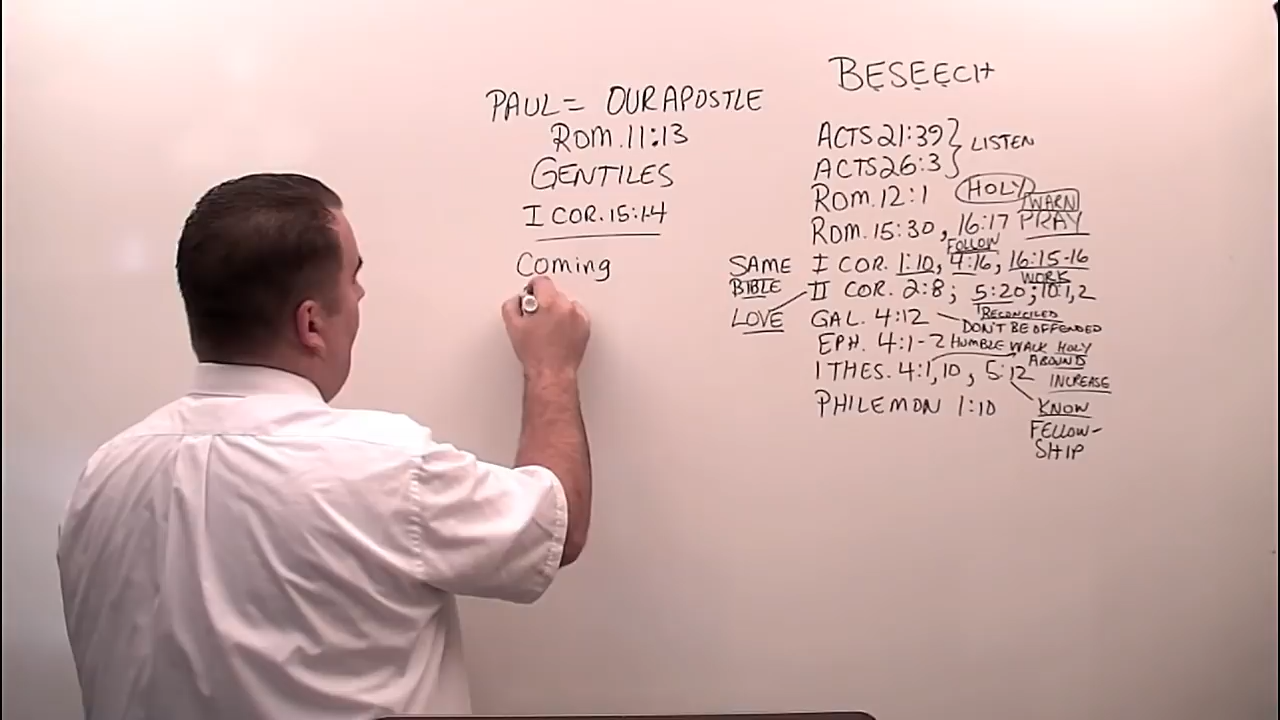 PAUL = OUR APOSTLE
ROM. 11:13
GENTILES
I COR. 15:1-4
Coming
BESEECH
ACTS 21:39 } LISTEN
ACTS 26:3
ROM. 12:1 HOLY
WARN
ROM. 15:30, 16:17 PRAY
FOLLOW
SAME I COR. 1:10, 4:16, 16:15-16
BIBLE WORK
II COR. 2:8; 5:20; 10:1,2
LOVE RECONCILED
GAL. 4:12 DON'T BE OFFENDED
EPH. 4:1-2 HUMBLE WALK HOLY
ABOUND
I THES. 4:1,10, 5:12 INCREASE
PHILEMON 1:10 KNOW
FELLOW-
SHIP